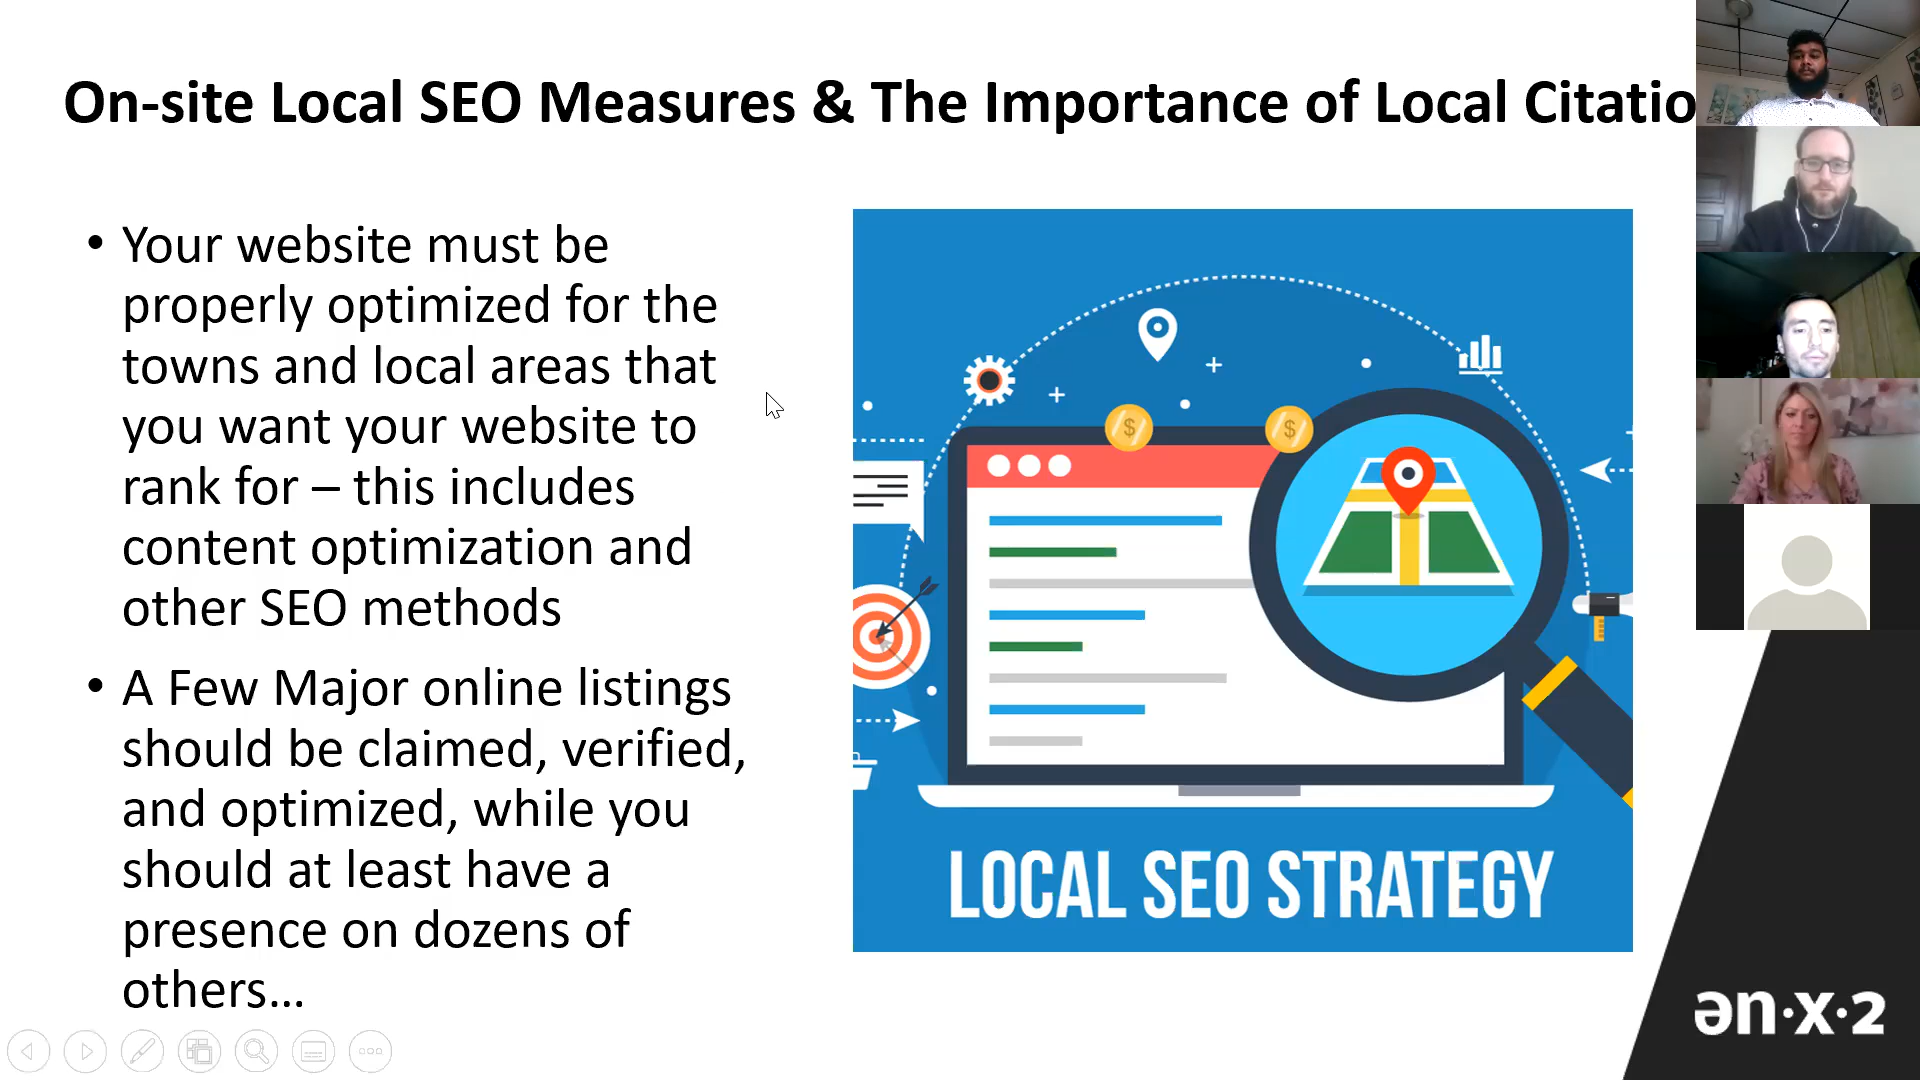 On-site Local SEO Measures & The Importance of Local Citatio
• Your website must be
properly optimized for the
towns and local areas that
you want your website to
rank for – this includes
content optimization and
other SEO methods
• A Few Major online listings
should be claimed, verified,
and optimized, while you
should at least have a
presence on dozens of
others...
$
$
LOCAL SEO STRATEGY
ən·x·2